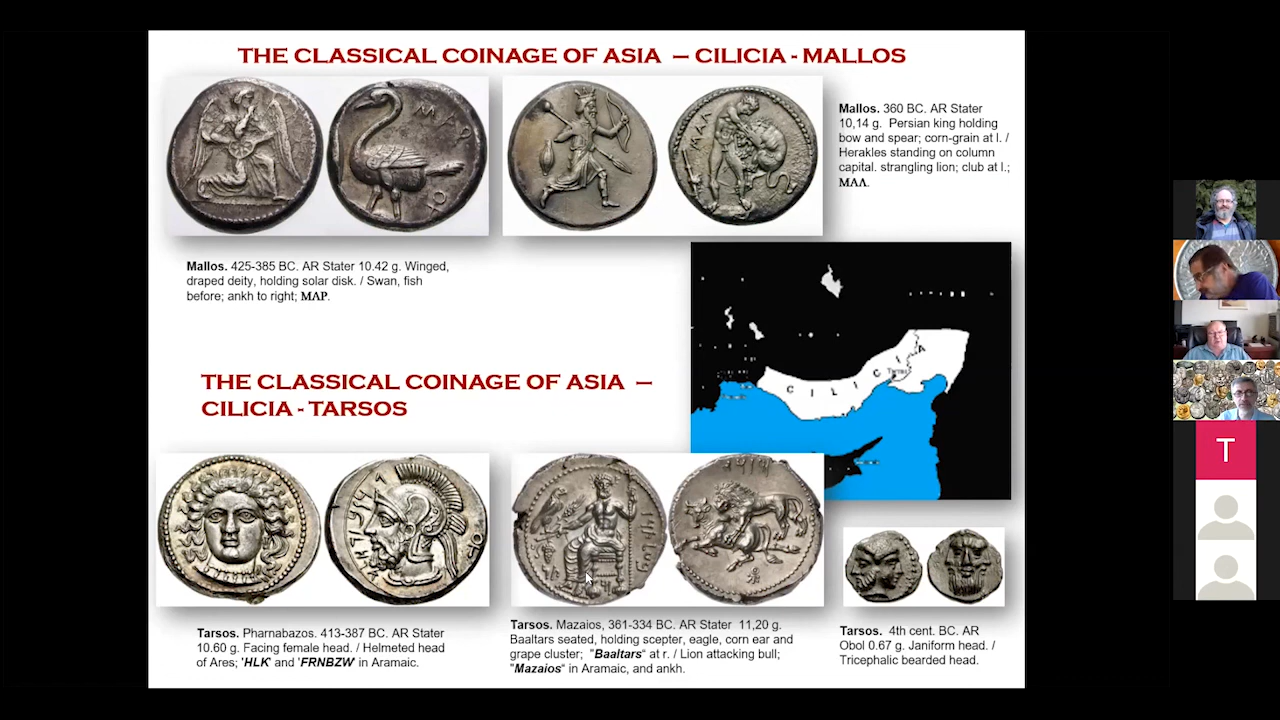 THE CLASSICAL COINAGE OF ASIA – CILICIA - MALLOS
Mallos. 360 BC. AR Stater
10,14 g. Persian king holding
bow and spear; corn-grain at l. /
Herakles standing on column
capital. strangling lion; club at l.;
ΜΑΛ.
Mallos. 425-385 BC. AR Stater 10.42 g. Winged,
draped deity, holding solar disk. / Swan, fish
before; ankh to right; ΜΑΡ.
CILICIA
THE CLASSICAL COINAGE OF ASIA –
CILICIA - TARSOS
Tarsos. Pharnabazos. 413-387 BC. AR Stater
10.60 g. Facing female head. / Helmeted head
of Ares; 'HLK' and 'FRNBZW' in Aramaic.
Tarsos. Mazaios, 361-334 BC. AR Stater 11,20 g.
Baaltars seated, holding scepter, eagle, corn ear and
grape cluster; "Baaltars“ at r. / Lion attacking bull;
"Mazaios“ in Aramaic, and ankh.
Tarsos. 4th cent. BC. AR
Obol 0.67 g. Janiform head. /
Tricephalic bearded head.
T